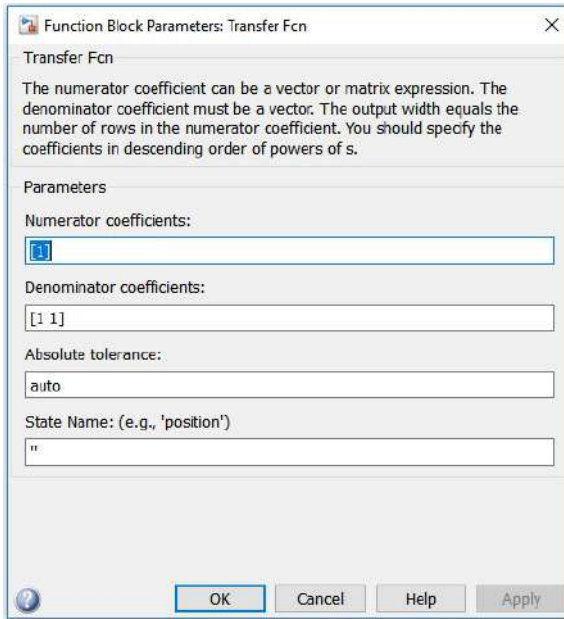 Function Block Parameters: Transfer Fcn
Transfer Fcn
The numerator coefficient can be a vector or matrix expression. The
denominator coefficient must be a vector. The output width equals the
number of rows in the numerator coefficient. You should specify the
coefficients in descending order of powers of s.
Parameters
Numerator coefficients:
[1]
Denominator coefficients:
[1 1]
Absolute tolerance:
auto
State Name: (e.g., 'position')
''
OK Cancel Help Apply